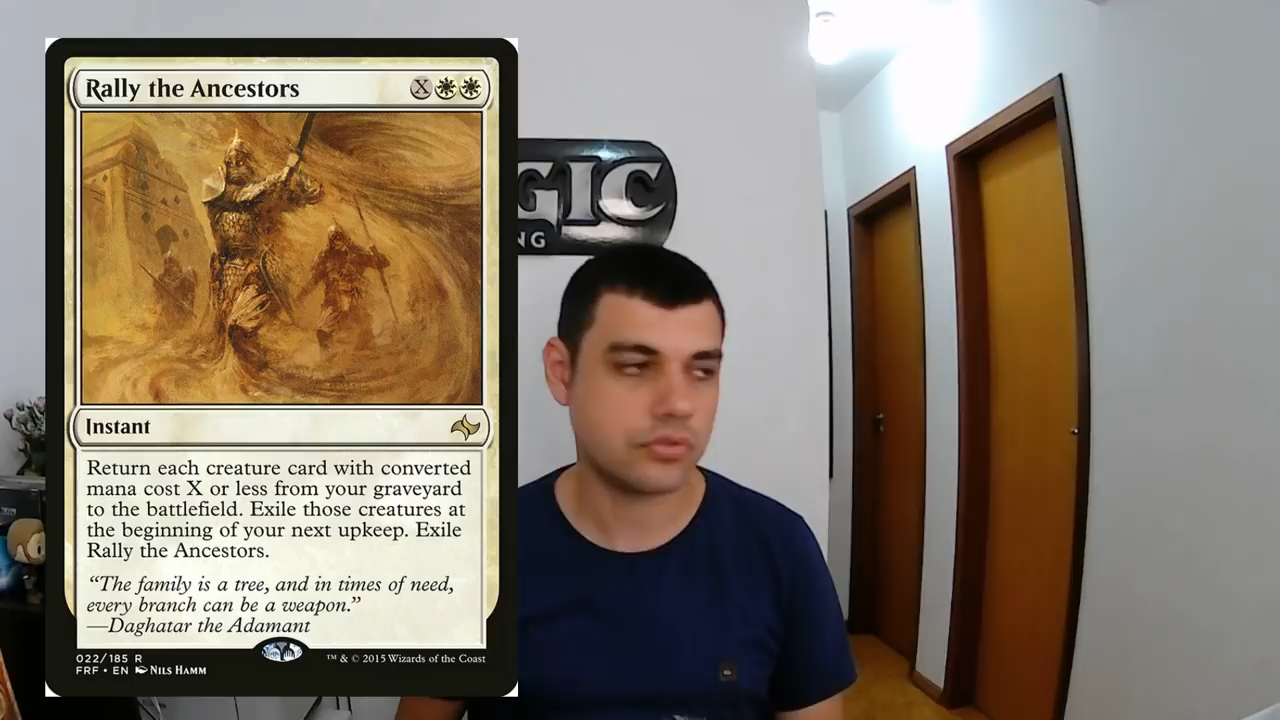 Rally the Ancestors X
Instant
Return each creature card with converted
mana cost X or less from your graveyard
to the battlefield. Exile those creatures at
the beginning of your next upkeep. Exile
Rally the Ancestors.
“The family is a tree, and in times of need,
every branch can be a weapon.”
—Daghatar the Adamant
022/185 R
FRF • EN NILS HAMM
™ & © 2015 Wizards of the Coast
GIC
NG